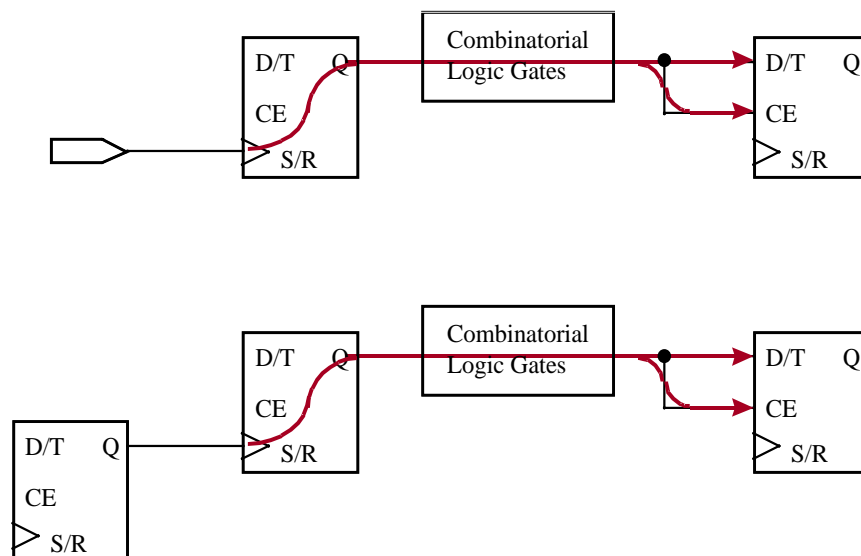 Combinatorial
Logic Gates
D/T Q
CE
S/R
D/T Q
CE
S/R
Combinatorial
Logic Gates
D/T Q
CE
S/R
D/T Q
CE
S/R
D/T Q
CE
S/R